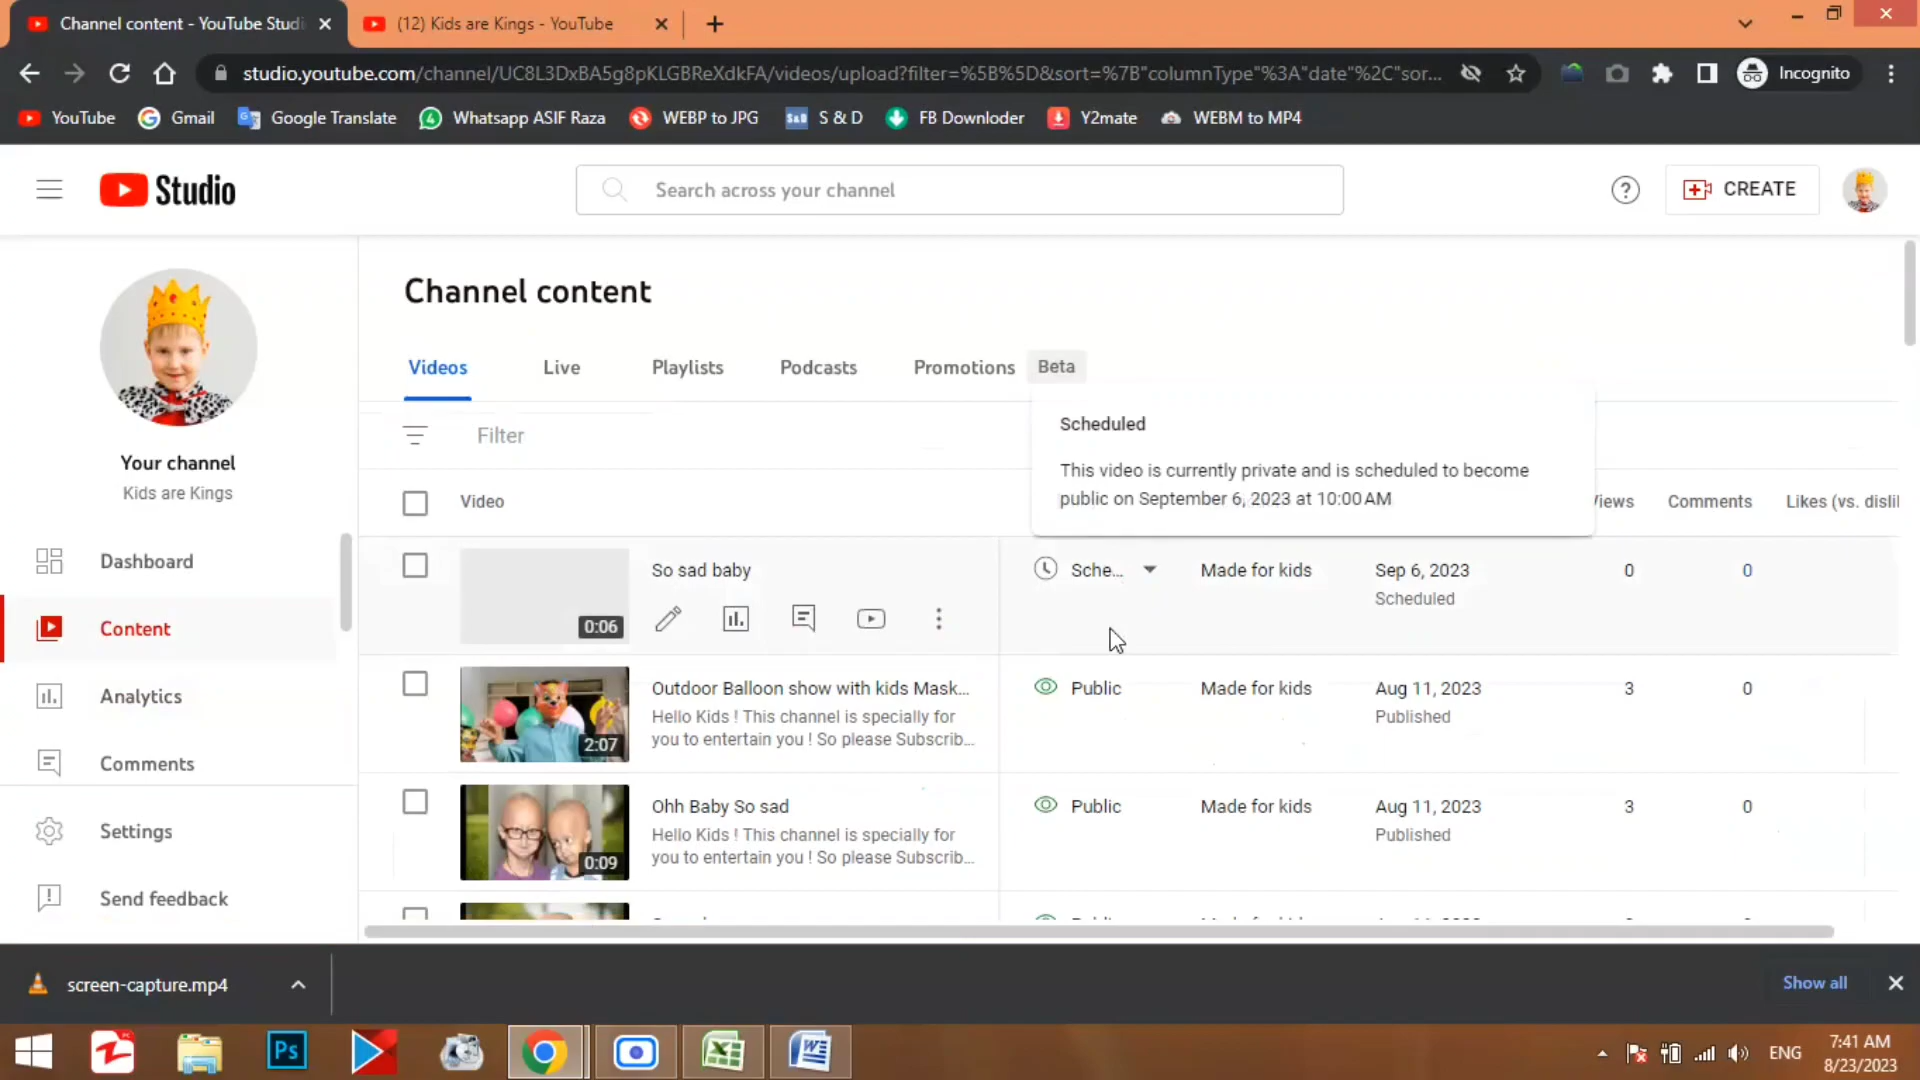 Channel content - YouTube Studi
(12) Kids are Kings - YouTube
studio.youtube.com/channel/UC8L3DxBA5g8pKLGBReXdkFA/videos/upload?filter=%5B%5D&sort=%7B"columnType"%3A"date"%2C"sor...
Incognito
YouTube
Gmail
Google Translate
Whatsapp ASIF Raza
WEBP to JPG
S & D
FB Downloder
Y2mate
WEBM to MP4
Studio
Search across your channel
CREATE
Channel content
Videos
Live
Playlists
Podcasts
Promotions
Beta
Your channel
Kids are Kings
Dashboard
Content
Analytics
Comments
Settings
Send feedback
Filter
Scheduled
This video is currently private and is scheduled to become
public on September 6, 2023 at 10:00 AM
Video
Views
Comments
Likes (vs. disli
0:06
So sad baby
Sche...
Made for kids
Sep 6, 2023
Scheduled
0
0
2:07
Outdoor Balloon show with kids Mask...
Hello Kids ! This channel is specially for
you to entertain you ! So please Subscrib...
Public
Made for kids
Aug 11, 2023
Published
3
0
0:09
Ohh Baby So sad
Hello Kids ! This channel is specially for
you to entertain you ! So please Subscrib...
Public
Made for kids
Aug 11, 2023
Published
3
0
screen-capture.mp4
Show all
Ps
ENG
7:41 AM
8/23/2023